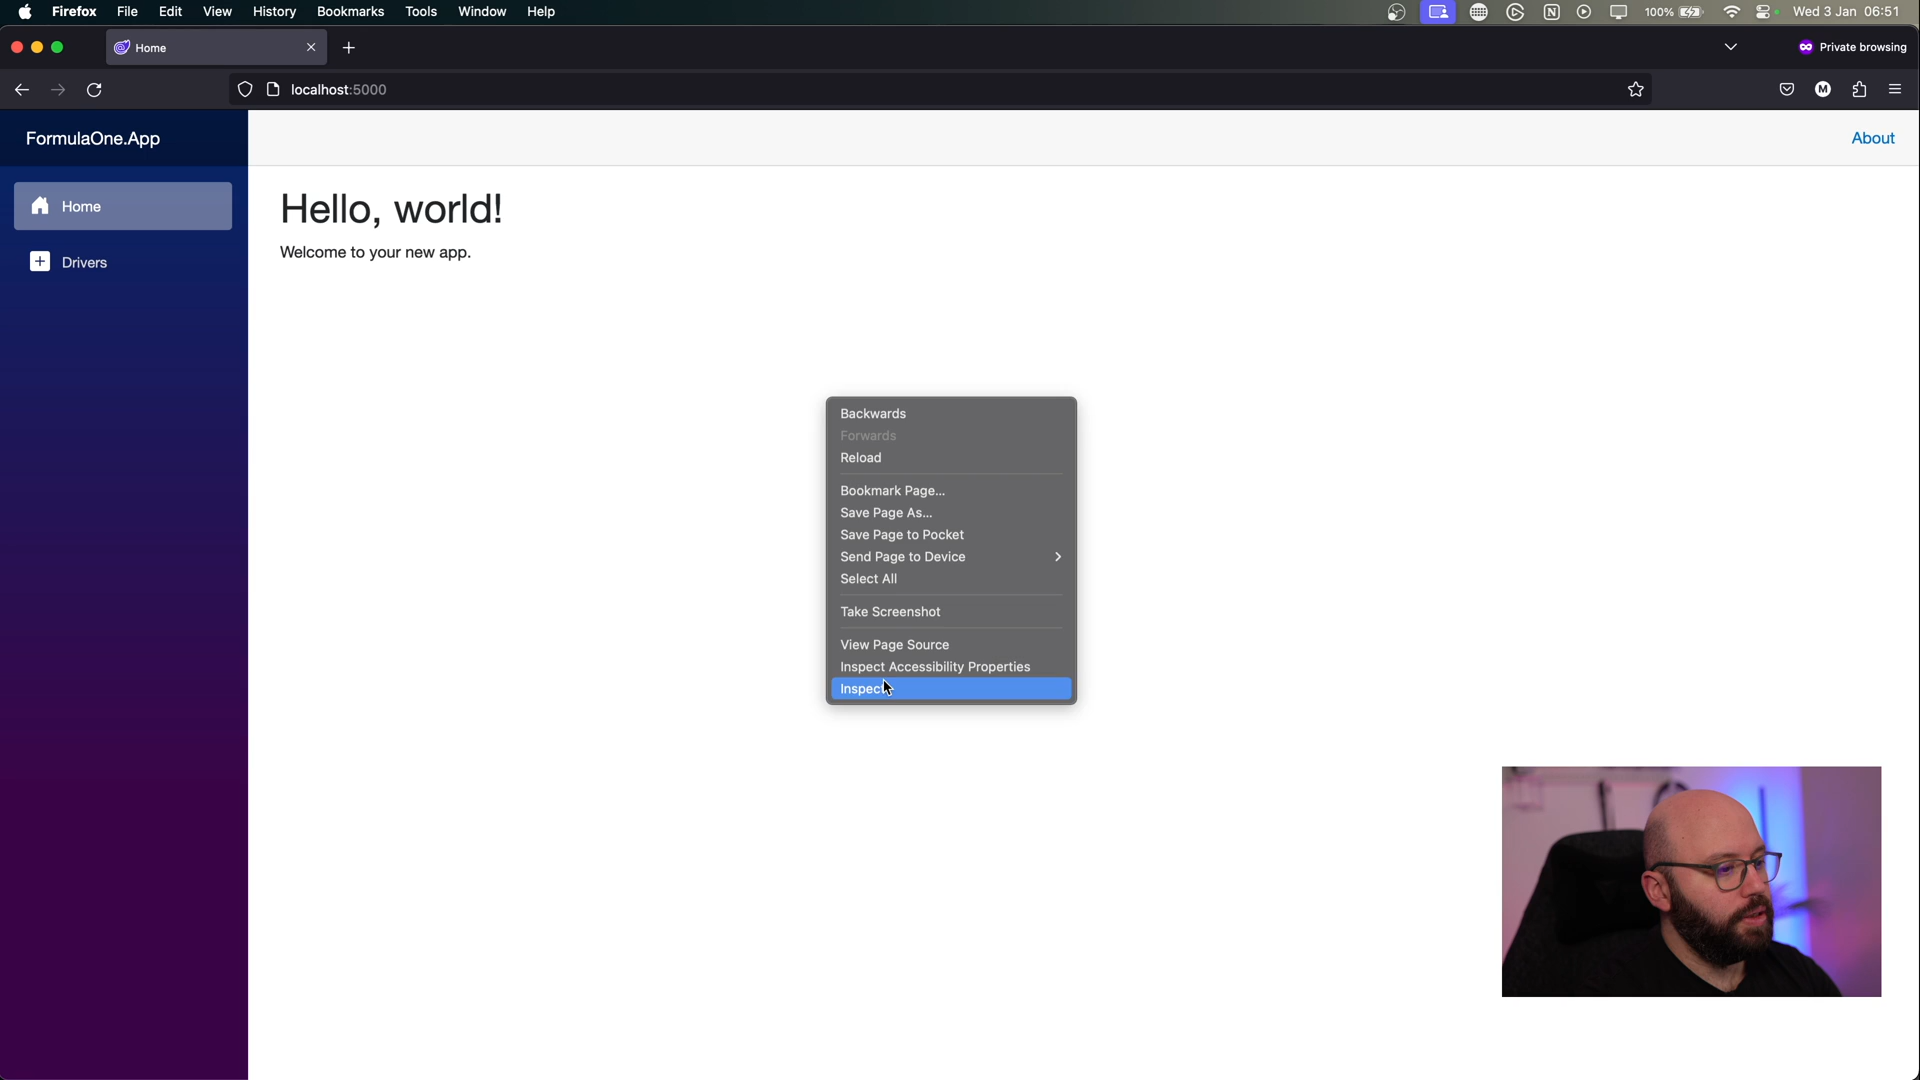 Firefox File Edit View History Bookmarks Tools Window Help 100% Wed 3 Jan 06:51
Home Private browsing
localhost:5000 M
FormulaOne.App About
Home
Drivers
Hello, world!
Welcome to your new app.
Backwards
Forwards
Reload
Bookmark Page...
Save Page As...
Save Page to Pocket
Send Page to Device
Select All
Take Screenshot
View Page Source
Inspect Accessibility Properties
Inspect